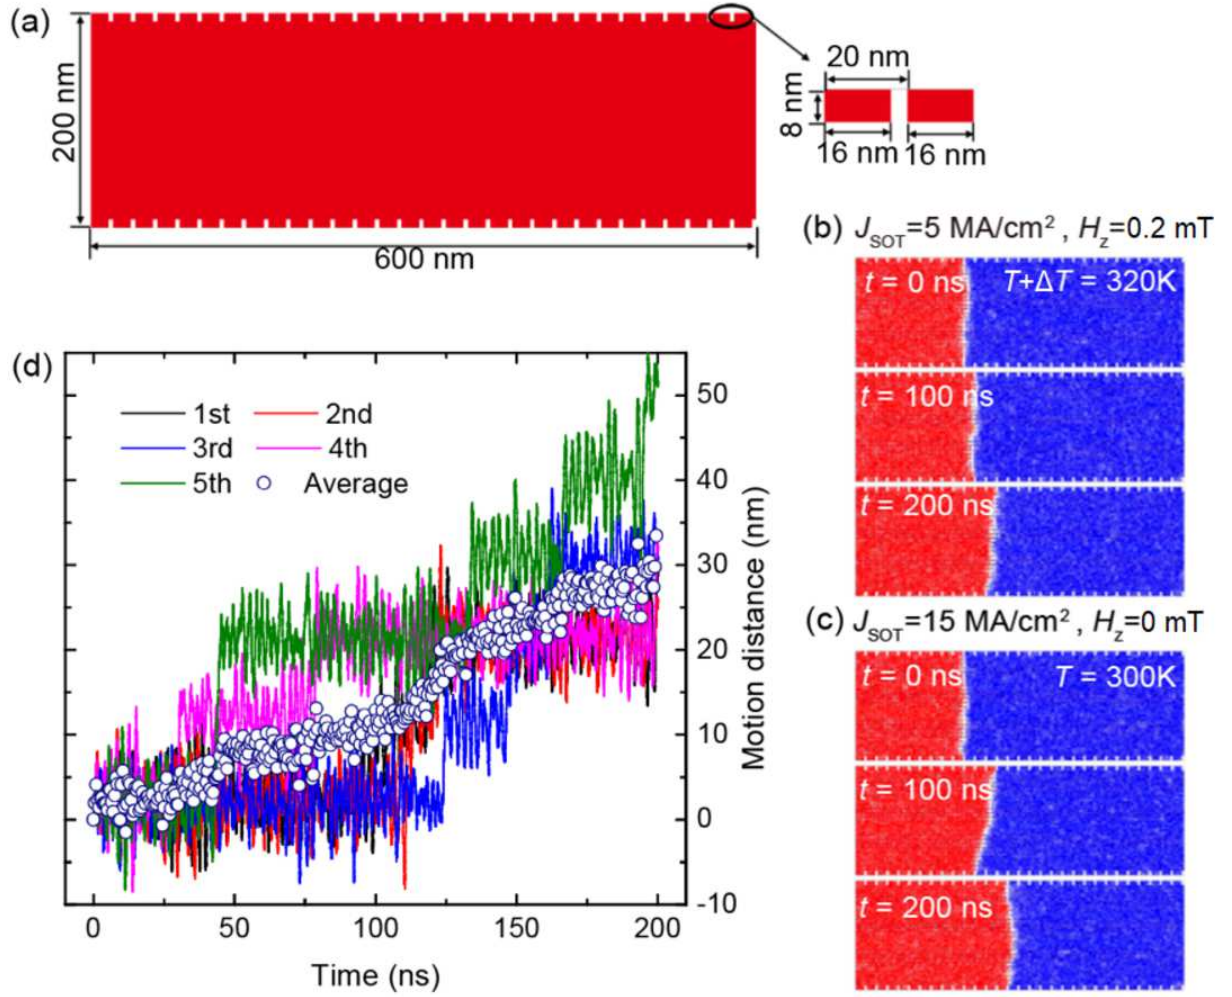 (a)
200 nm
600 nm
20 nm
8 nm
16 nm 16 nm
(b) J_SOT=5 MA/cm², H_z=0.2 mT
t = 0 ns T+ΔT = 320K
t = 100 ns
t = 200 ns
(c) J_SOT=15 MA/cm², H_z=0 mT
t = 0 ns T = 300K
t = 100 ns
t = 200 ns
(d)
1st 2nd
3rd 4th
5th Average
50
40
30
20
10
0
-10
Motion distance (nm)
0 50 100 150 200
Time (ns)